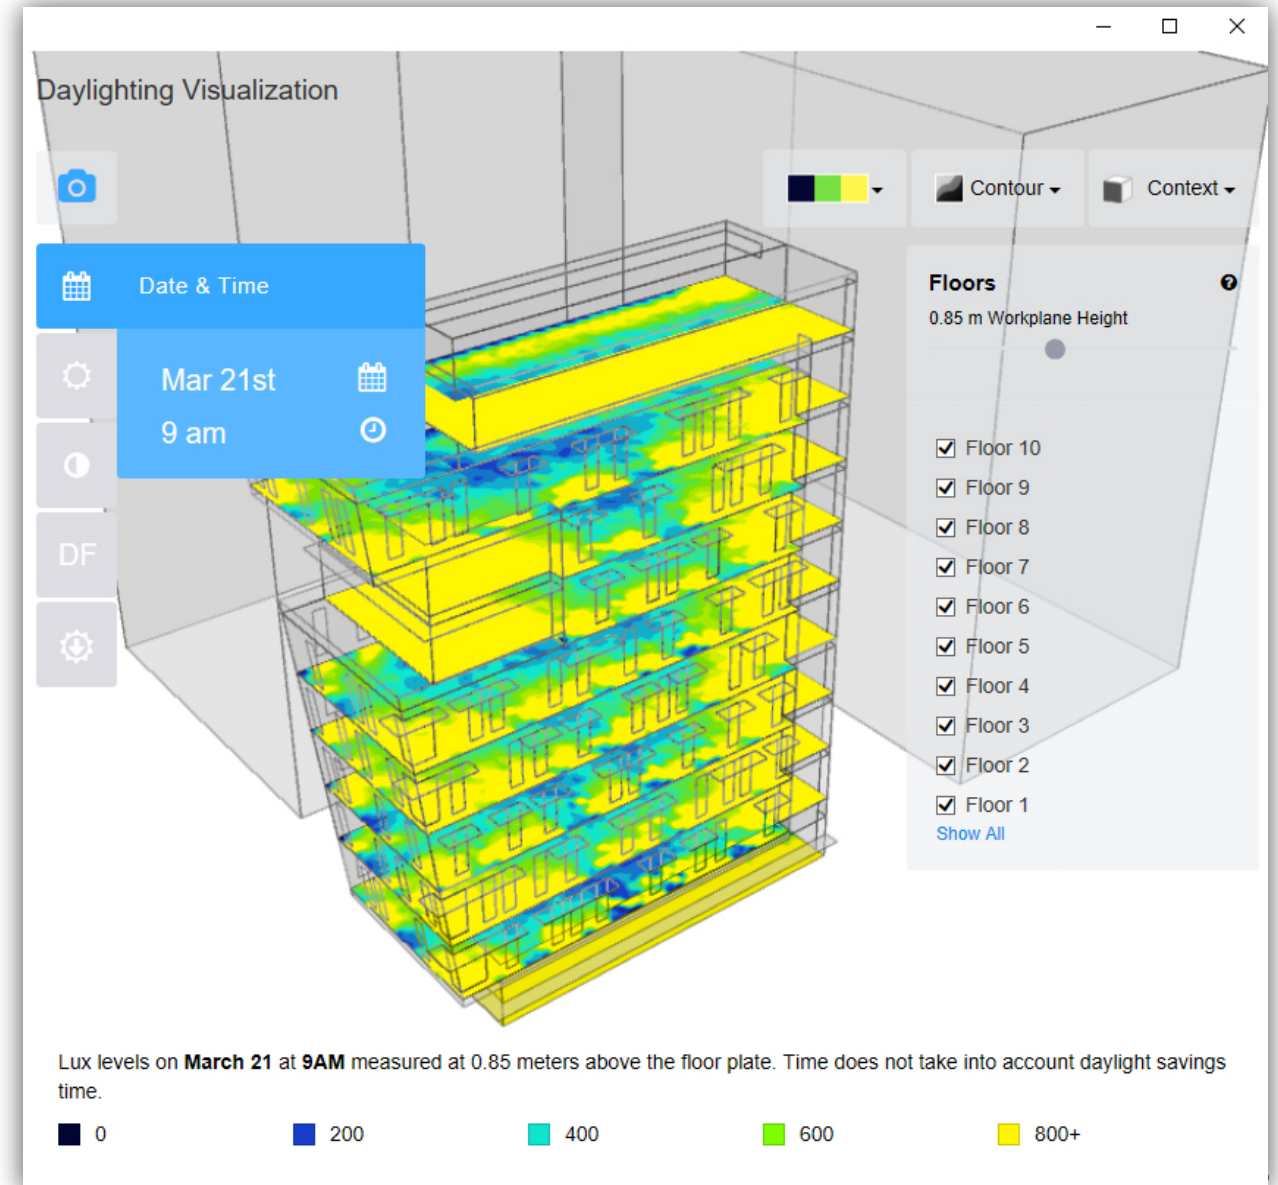 Daylighting Visualization
Contour
Context
Date & Time
Mar 21st
9 am
DF
Floors
0.85 m Workplane Height
Floor 10
Floor 9
Floor 8
Floor 7
Floor 6
Floor 5
Floor 4
Floor 3
Floor 2
Floor 1
Show All
Lux levels on March 21 at 9AM measured at 0.85 meters above the floor plate. Time does not take into account daylight savings
time.
0 200 400 600 800+